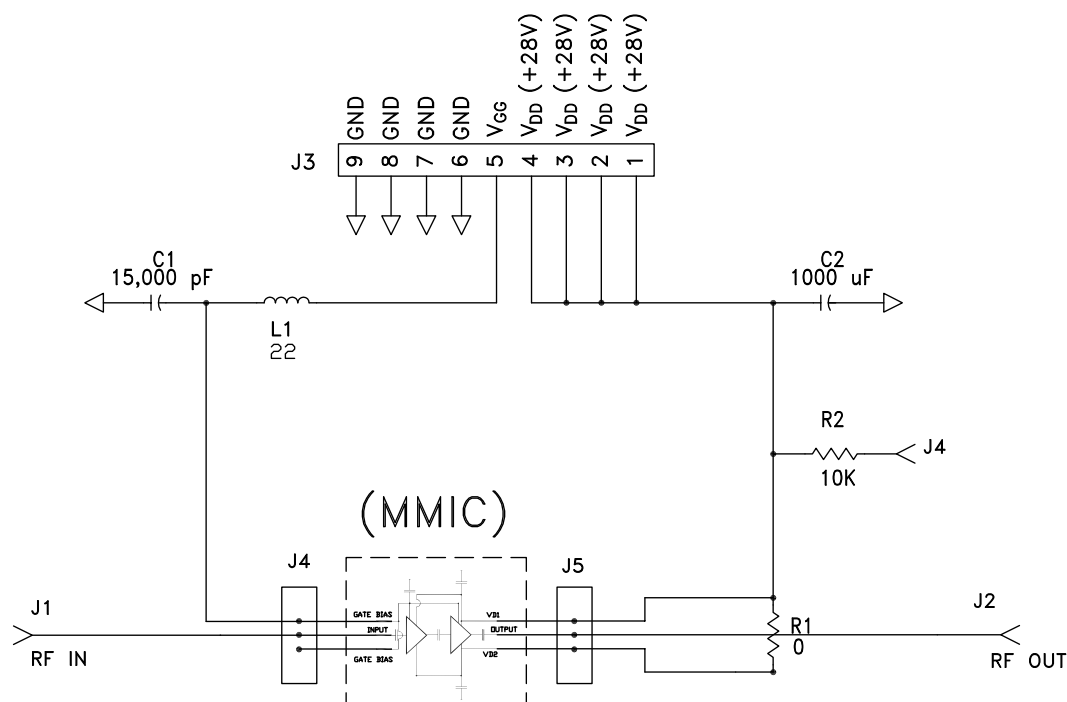 GND
GND
GND
GND
VGG
VDD (+28V)
VDD (+28V)
VDD (+28V)
VDD (+28V)
J3
9 8 7 6 5 4 3 2 1
C1
15,000 pF
C2
1000 uF
L1
22
R2
10K
J4
(MMIC)
J4
J5
J1
RF IN
GATE BIAS
INPUT
GATE BIAS
VD1
OUTPUT
VD2
R1
0
J2
RF OUT